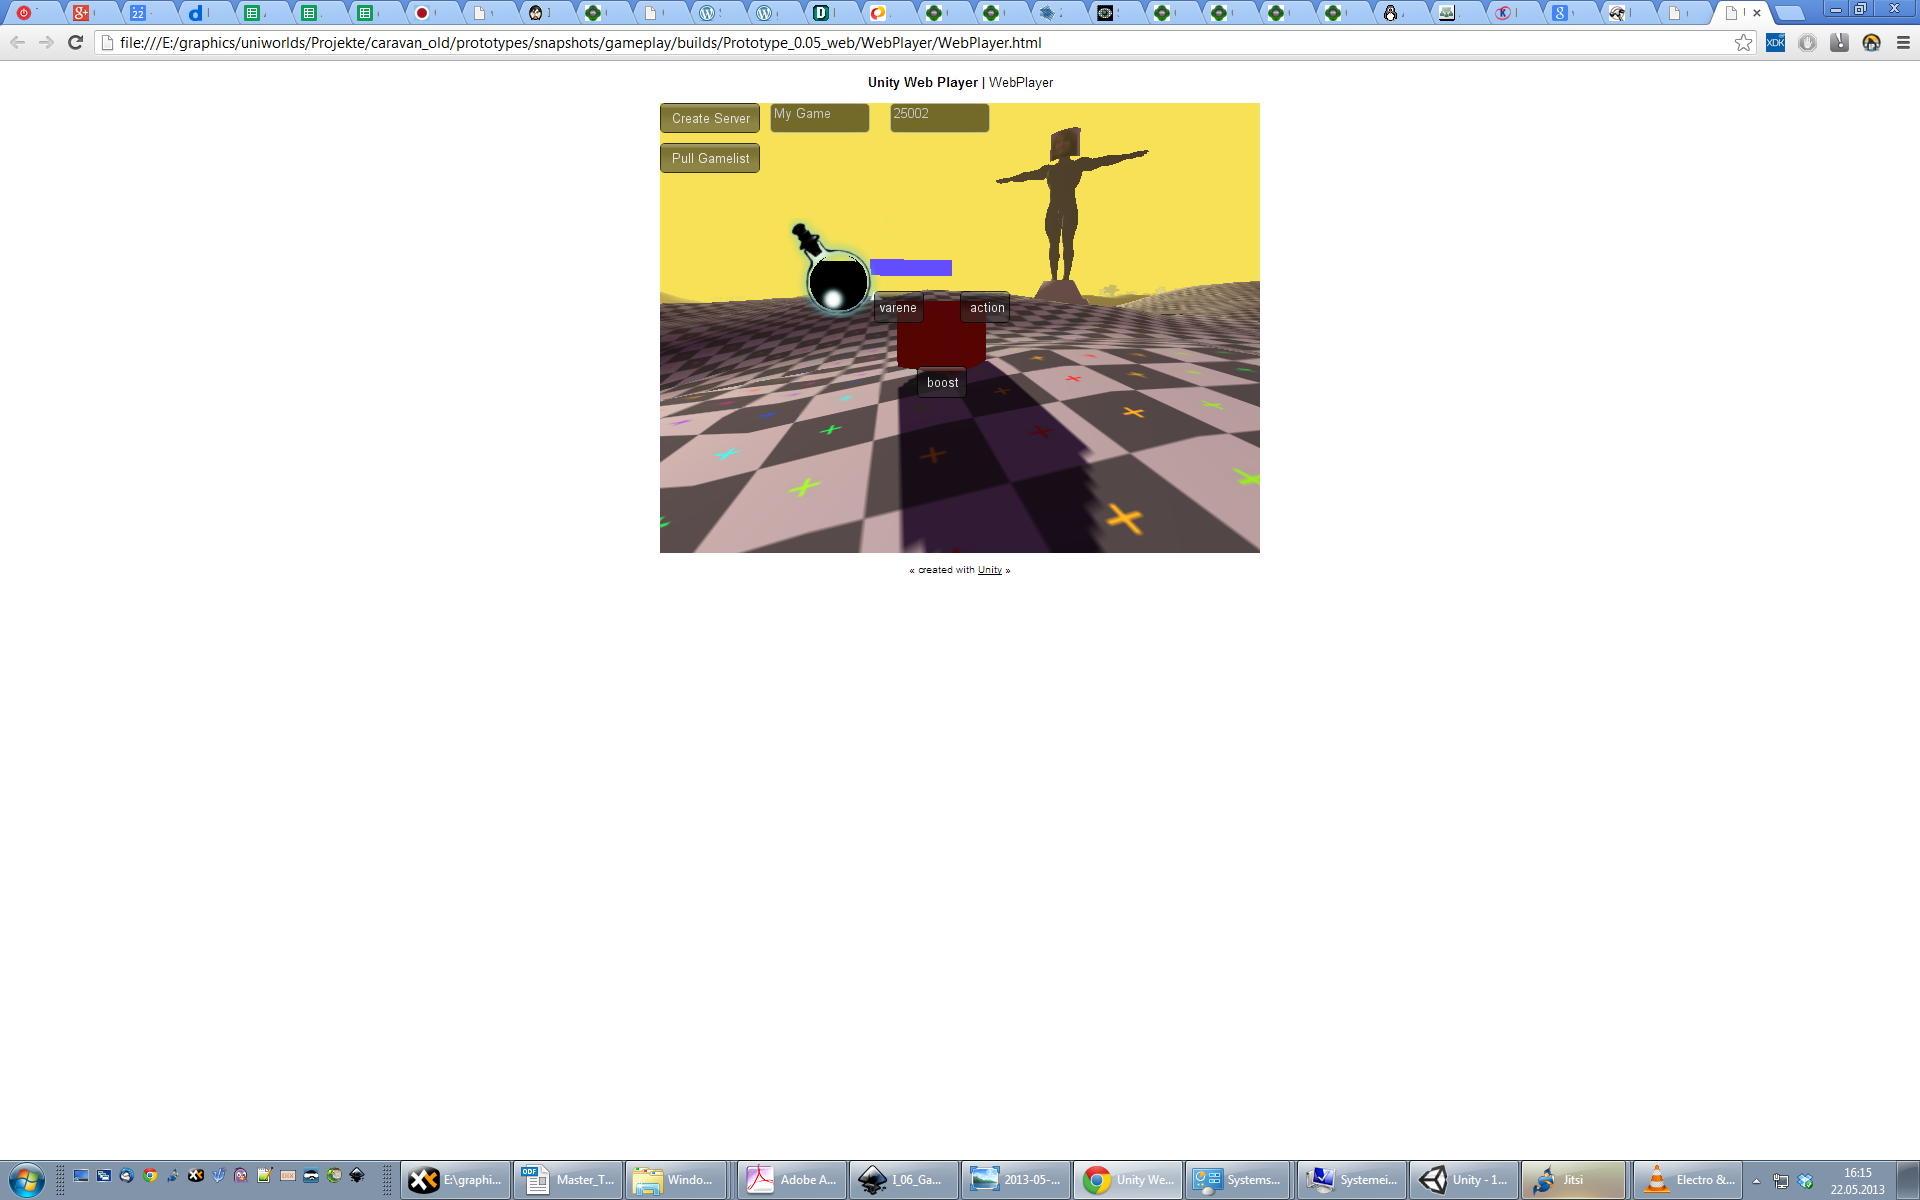 22
file:///E:/graphics/uniworlds/Projekte/caravan_old/prototypes/snapshots/gameplay/builds/Prototype_0.05_web/WebPlayer/WebPlayer.html
XDK
Unity Web Player | WebPlayer
Create Server
My Game
25002
Pull Gamelist
varene
action
boost
« created with Unity »
E:\graphi...
Master_T...
Windo...
Adobe A...
I_06_Ga...
2013-05-...
Unity We...
Systems...
Systemei...
Unity - 1...
Jitsi
Electro &...
16:15
22.05.2013